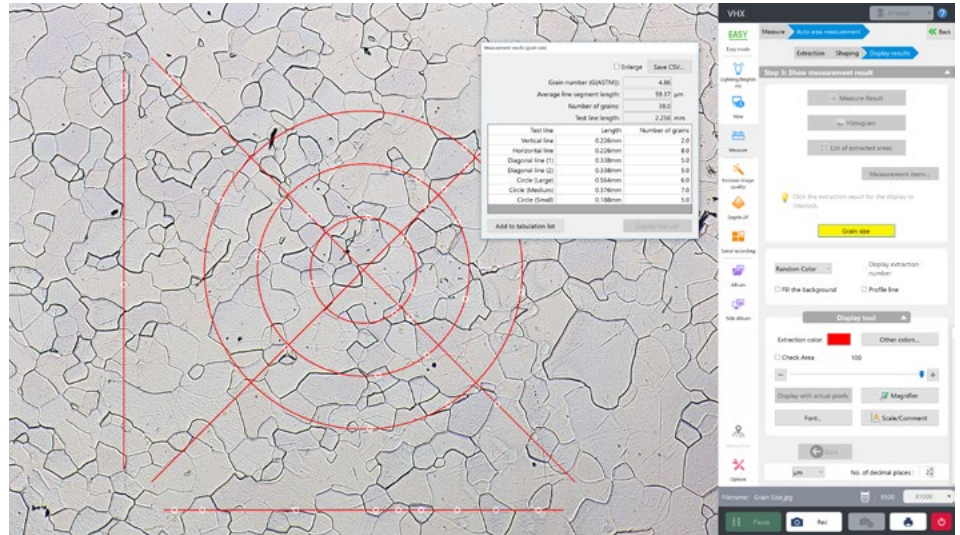 VHX
Measurement results (grain size)
Enlarge Save CSV...
Grain number (G(ASTM)): 4.86
Average line segment length: 59.37 μm
Number of grains: 38.0
Test line length: 2.256 mm
Test line Length Number of grains
Vertical line 0.226mm 2.0
Horizontal line 0.226mm 8.0
Diagonal line (1) 0.338mm 5.0
Diagonal line (2) 0.338mm 5.0
Circle (Large) 0.564mm 6.0
Circle (Medium) 0.376mm 7.0
Circle (Small) 0.188mm 5.0
Add to tabulation list
EASY
Easy mode
View
Measure
Increase image
quality
Depth UP
Album
Side Album
Option
Measure Auto area measurement Back
Extraction Shaping Display results
Step 3: Show measurement result
Measure Result
Histogram
List of extracted areas
Measurement items...
Click the extraction result for the display to
interlock.
Grain size
Random Color Display extraction
number
Fill the background Profile line
Display tool
Extraction color: Other colors...
Check Area 100
Display with actual pixels Magnifier
Font... Scale/Comment
μm No. of decimal places : 2
Filename: Grain Size.jpg : 3500 X1000
Pause Rec